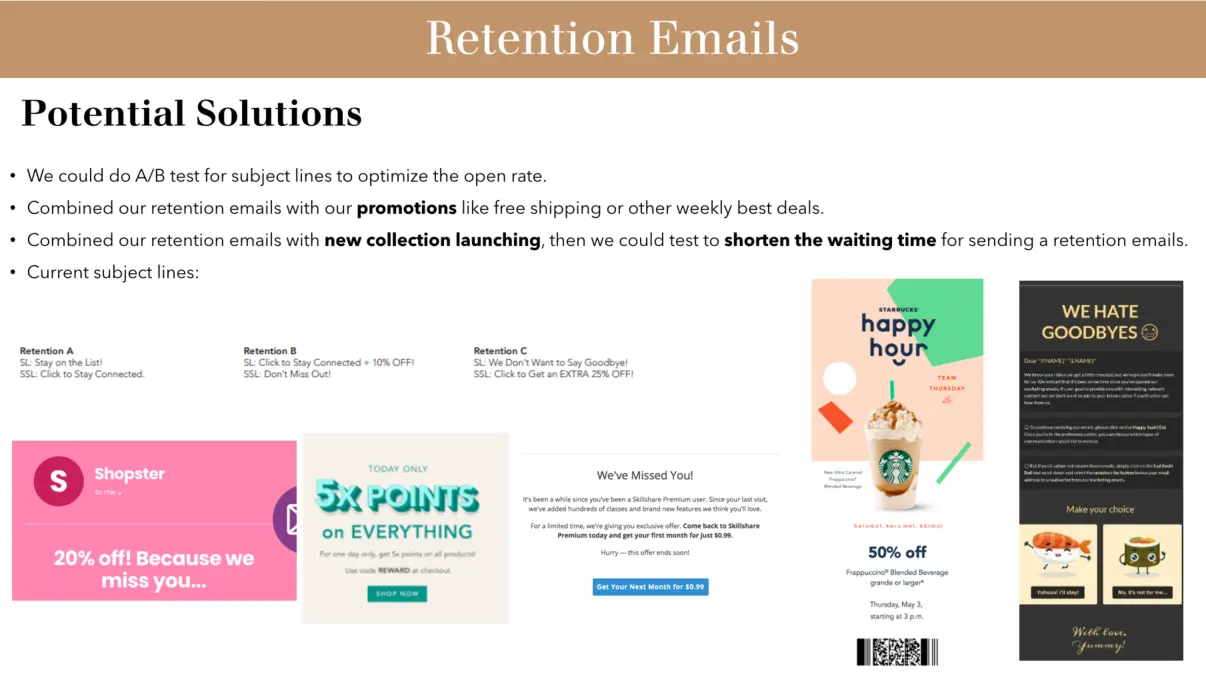 Retention Emails
Potential Solutions
• We could do A/B test for subject lines to optimize the open rate.
• Combined our retention emails with our promotions like free shipping or other weekly best deals.
• Combined our retention emails with new collection launching, then we could test to shorten the waiting time for sending a retention emails.
• Current subject lines:
Retention A
SL: Stay on the List!
SSL: Click to Stay Connected.
Retention B
SL: Click to Stay Connected + 10% OFF!
SSL: Don't Miss Out!
Retention C
SL: We Don't Want to Say Goodbye!
SSL: Click to Get an EXTRA 25% OFF!
S
Shopster
to me
20% off! Because we
miss you...
TODAY ONLY
5X POINTS
on EVERYTHING
For one day only, get 5x points on all products!
Use code REWARD at checkout.
SHOP NOW
We've Missed You!
It's been a while since you've been a Skillshare Premium user. Since your last visit,
we've added hundreds of classes and brand new features we think you'll love.
For a limited time, we're giving you exclusive offer. Come back to Skillshare
Premium today and get your first month for just $0.99.
Hurry — this offer ends soon!
Get Your Next Month for $0.99
STARBUCKS
happy
hour
TEAM
THURSDAY
New Ultra Caramel
Frappuccino®
Blended Beverage
50% off
Frappuccino® Blended Beverage
grande or larger*
Thursday, May 3,
starting at 3 p.m.
WE HATE
GOODBYES
Dear *|FNAME|* *|LNAME|*
Make your choice
Yuhuuu! I'll stay!
No, it's not for me...
With love,
Yummy!